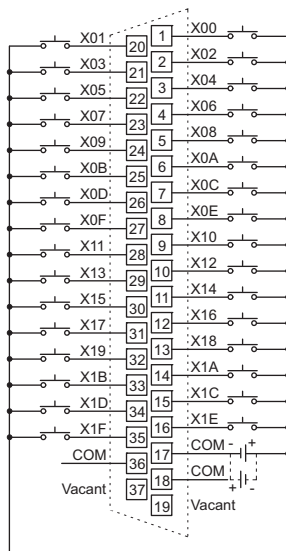 X01 20 1 X00
X03 21 2 X02
X05 22 3 X04
X07 23 4 X06
X09 24 5 X08
X0B 25 6 X0A
X0D 26 7 X0C
X0F 27 8 X0E
X11 28 9 X10
X13 29 10 X12
X15 30 11 X14
X17 31 12 X16
X19 32 13 X18
X1B 33 14 X1A
X1D 34 15 X1C
X1F 35 16 X1E
COM 36 17 COM - +
Vacant 37 18 COM + -
19 Vacant